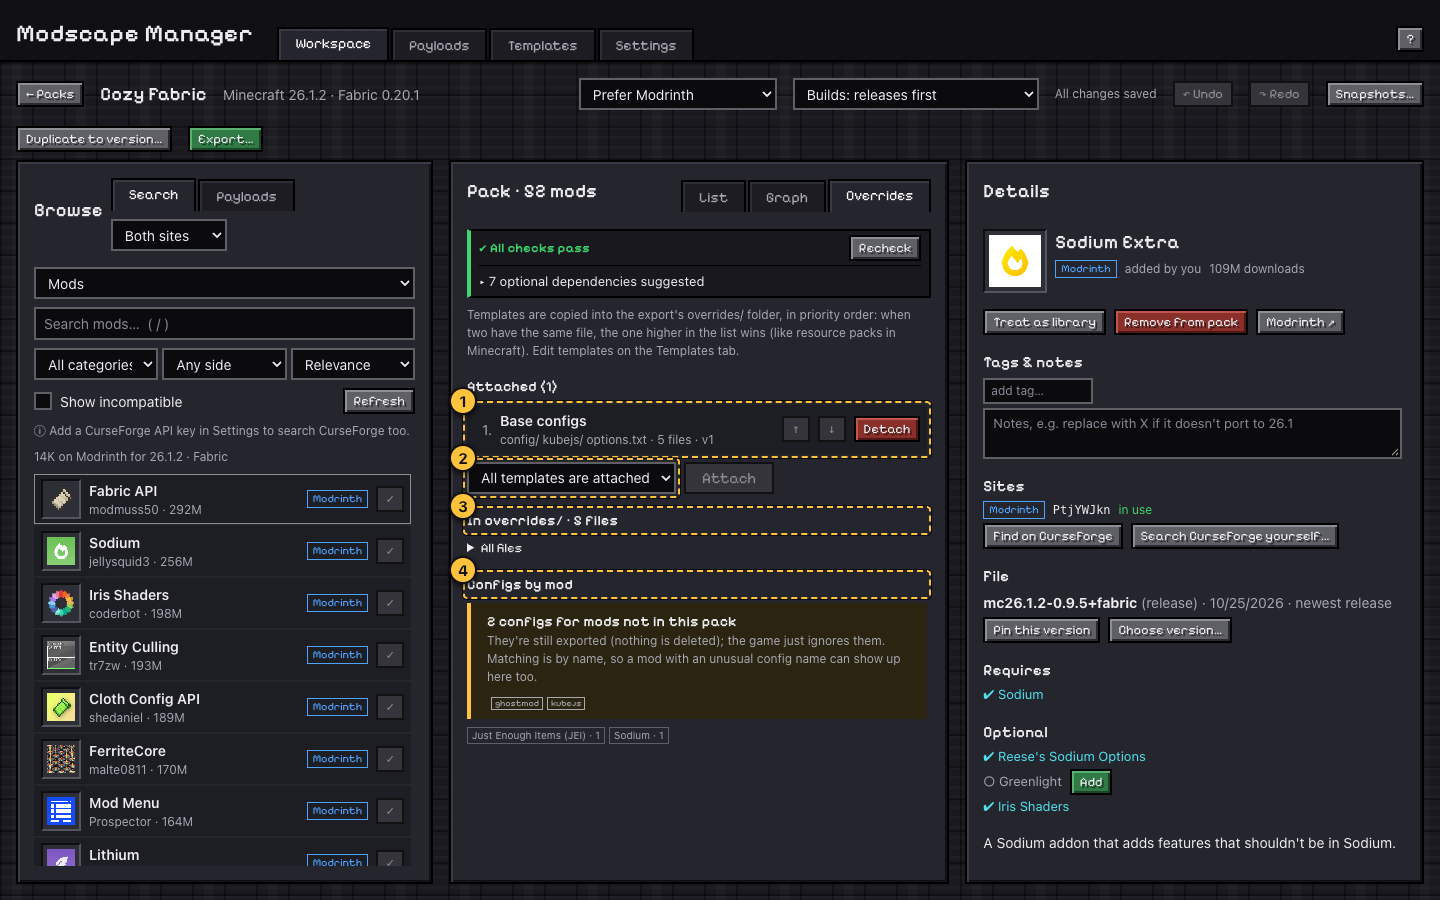 Modscape Manager
Workspace
Payloads
Templates
Settings
?
←Packs
Cozy Fabric
Minecraft 26.1.2 · Fabric 0.20.1
Prefer Modrinth
Builds: releases first
All changes saved
↶ Undo
↷ Redo
Snapshots…
Duplicate to version…
Export…
Browse
Search
Payloads
Both sites
Mods
Search mods… ( / )
All categories
Any side
Relevance
Show incompatible
Refresh
ⓘ Add a CurseForge API key in Settings to search CurseForge too.
14K on Modrinth for 26.1.2 · Fabric
Fabric API
modmuss50 · 292M
Modrinth
✓
Sodium
jellysquid3 · 256M
Modrinth
✓
Iris Shaders
coderbot · 198M
Modrinth
✓
Entity Culling
tr7zw · 193M
Modrinth
✓
Cloth Config API
shedaniel · 189M
Modrinth
✓
FerriteCore
malte0811 · 170M
Modrinth
✓
Mod Menu
Prospector · 164M
Modrinth
✓
Lithium
Modrinth
✓
Pack · 82 mods
List
Graph
Overrides
✔ All checks pass
Recheck
▸ 7 optional dependencies suggested
Templates are copied into the export's overrides/ folder, in priority order: when
two have the same file, the one higher in the list wins (like resource packs in
Minecraft). Edit templates on the Templates tab.
Attached (1)
1
1.
Base configs
config/ kubejs/ options.txt · 5 files · v1
↑
↓
Detach
2
All templates are attached
Attach
3
In overrides/ · 8 files
▶ All files
4
Configs by mod
2 configs for mods not in this pack
They're still exported (nothing is deleted); the game just ignores them.
Matching is by name, so a mod with an unusual config name can show up
here too.
ghostmod
kubejs
Just Enough Items (JEI) · 1
Sodium · 1
Details
Sodium Extra
Modrinth
added by you
109M downloads
Treat as library
Remove from pack
Modrinth ↗
Tags & notes
add tag…
Notes, e.g. replace with X if it doesn't port to 26.1
Sites
Modrinth
PtjYWJkn
in use
Find on CurseForge
Search CurseForge yourself…
File
mc26.1.2-0.9.5+fabric (release) · 10/25/2026 · newest release
Pin this version
Choose version…
Requires
✔ Sodium
Optional
✔ Reese's Sodium Options
○ Greenlight
Add
✔ Iris Shaders
A Sodium addon that adds features that shouldn't be in Sodium.